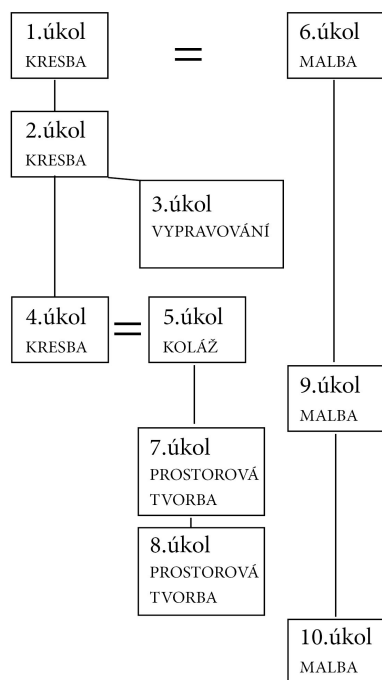 1.úkol
KRESBA
=
6.úkol
MALBA
2.úkol
KRESBA
3.úkol
VYPRAVOVÁNÍ
4.úkol
KRESBA
=
5.úkol
KOLÁŽ
9.úkol
MALBA
7.úkol
PROSTOROVÁ
TVORBA
8.úkol
PROSTOROVÁ
TVORBA
10.úkol
MALBA